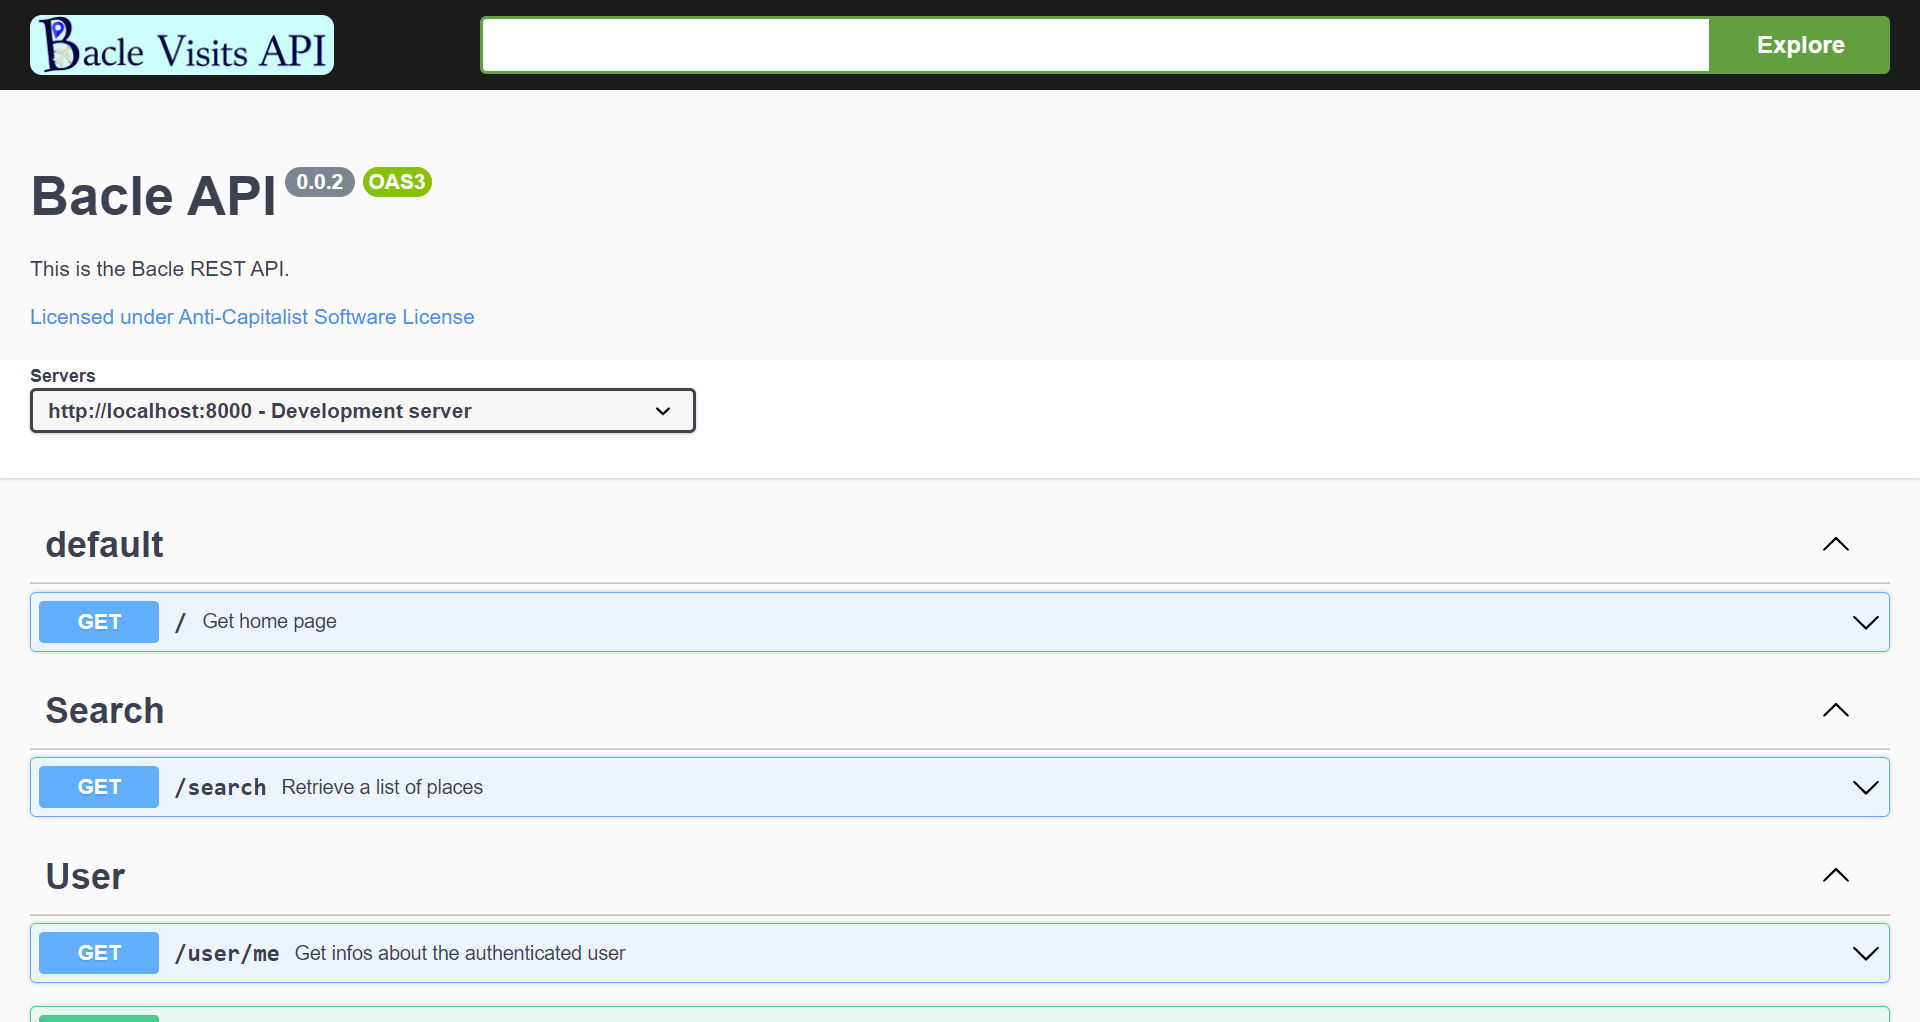 Bacle Visits API
Explore
Bacle API 0.0.2 OAS3
This is the Bacle REST API.
Licensed under Anti-Capitalist Software License
Servers
http://localhost:8000 - Development server
default
GET / Get home page
Search
GET /search Retrieve a list of places
User
GET /user/me Get infos about the authenticated user